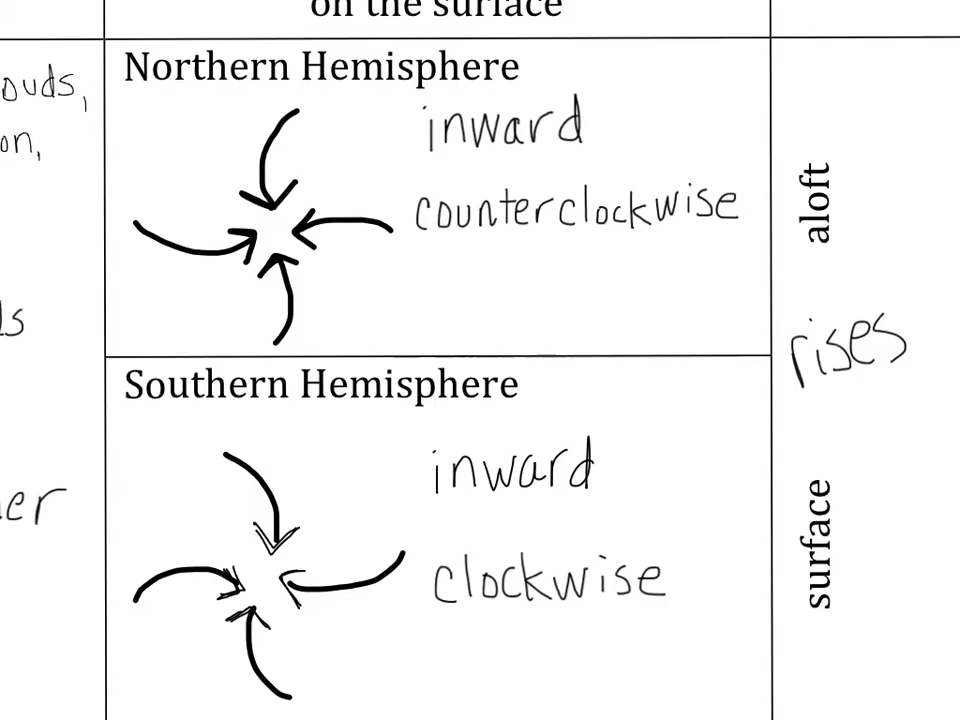 on the surface
Northern Hemisphere
inward
counterclockwise
Southern Hemisphere
inward
clockwise
aloft
rises
surface